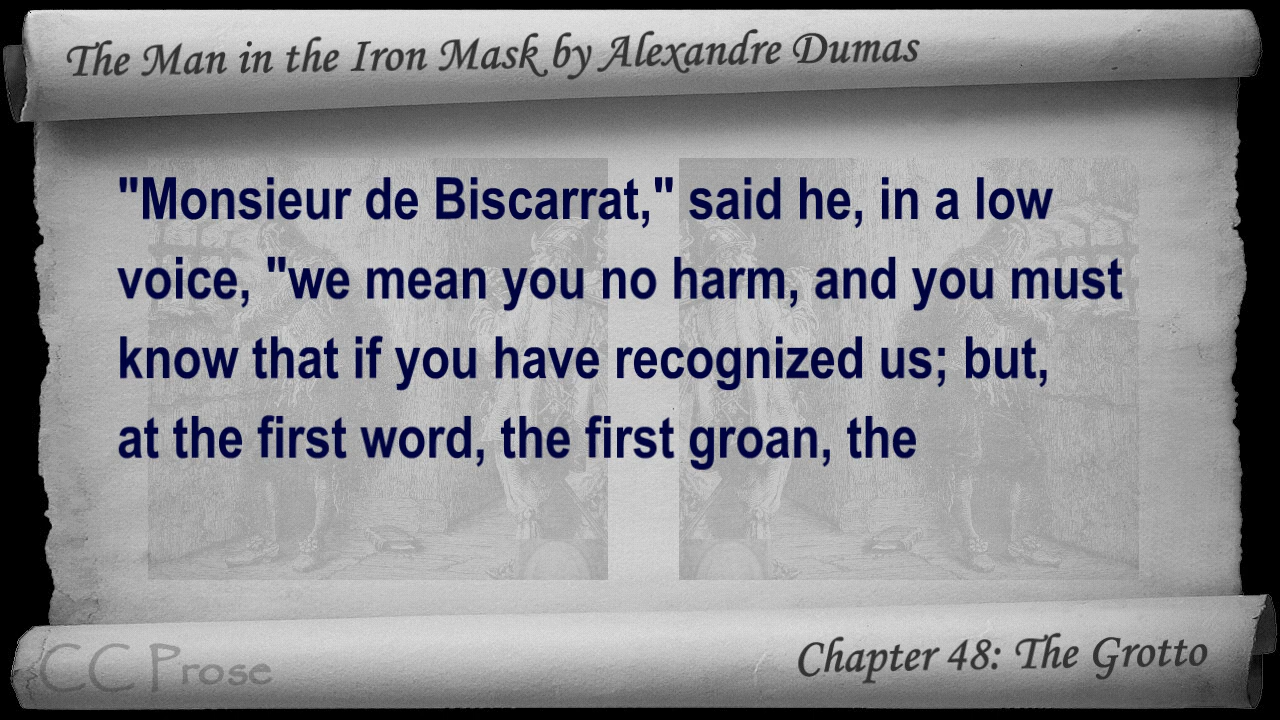 The Man in the Iron Mask by Alexandre Dumas
"Monsieur de Biscarrat," said he, in a low
voice, "we mean you no harm, and you must
know that if you have recognized us; but,
at the first word, the first groan, the
CC Prose
Chapter 48: The Grotto